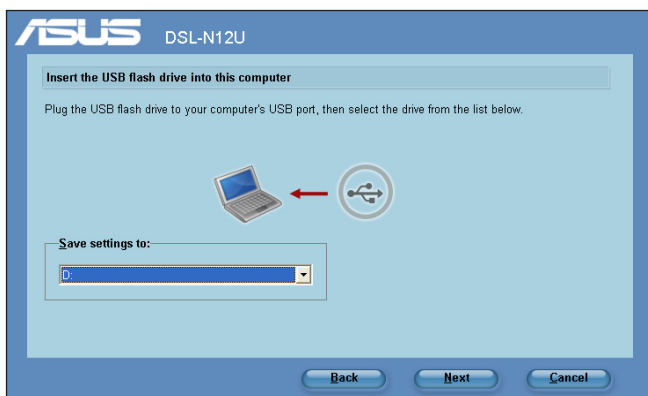 ASUS DSL-N12U
Insert the USB flash drive into this computer
Plug the USB flash drive to your computer's USB port, then select the drive from the list below.
Save settings to:
D:
Back Next Cancel